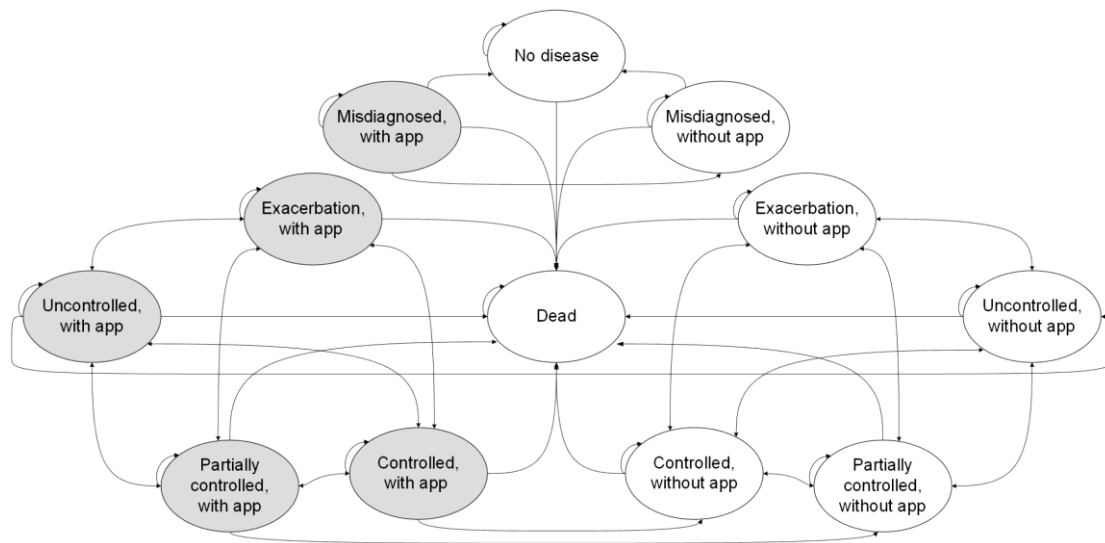 No disease
Misdiagnosed,
with app
Misdiagnosed,
without app
Exacerbation,
with app
Exacerbation,
without app
Uncontrolled,
with app
Dead
Uncontrolled,
without app
Partially
controlled,
with app
Controlled,
with app
Controlled,
without app
Partially
controlled,
without app